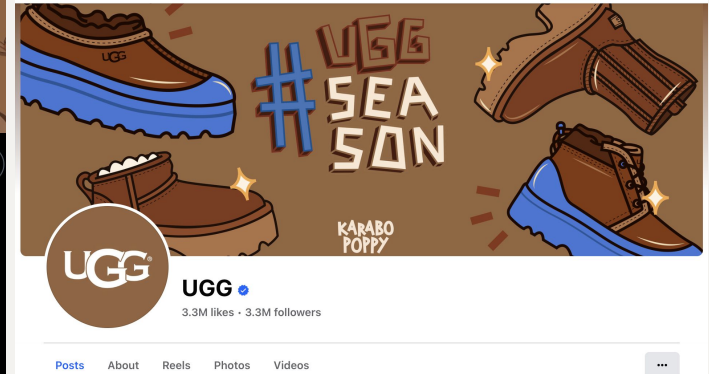 UGG
#UGG
SEA
SON
KARABO
POPPY
UGG®
UGG
3.3M likes · 3.3M followers
Posts About Reels Photos Videos